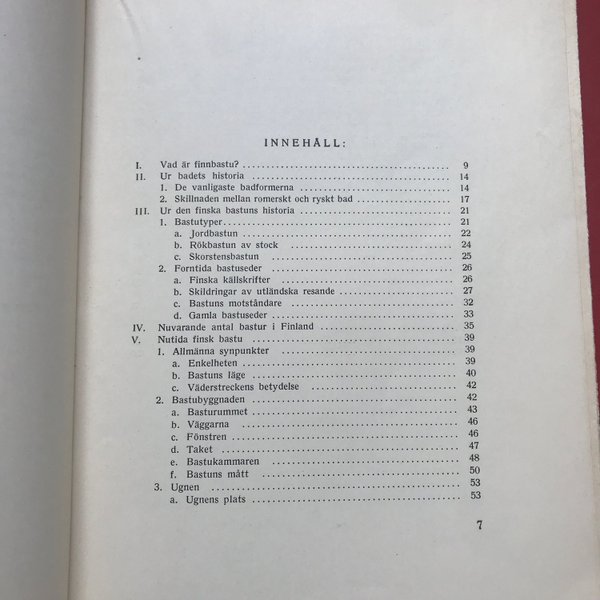 INNEHÅLL:
I. Vad är finnbastu? 9
II. Ur badets historia 14
1. De vanligaste badformerna 14
2. Skillnaden mellan romerskt och ryskt bad 17
III. Ur den finska bastuns historia 21
1. Bastutyper 21
a. Jordbastun 22
b. Rökbastun av stock 24
c. Skorstensbastun 25
2. Forntida bastuseder 26
a. Finska källskrifter 26
b. Skildringar av utländska resande 27
c. Bastuns motståndare 32
d. Gamla bastuseder 33
IV. Nuvarande antal bastur i Finland 35
V. Nutida finsk bastu 39
1. Allmänna synpunkter 39
a. Enkelheten 39
b. Bastuns läge 40
c. Väderstreckens betydelse 42
2. Bastubyggnaden 42
a. Basturummet 43
b. Väggarna 46
c. Fönstren 46
d. Taket 47
e. Bastukammaren 48
f. Bastuns mått 50
3. Ugnen 53
a. Ugnens plats 53
7